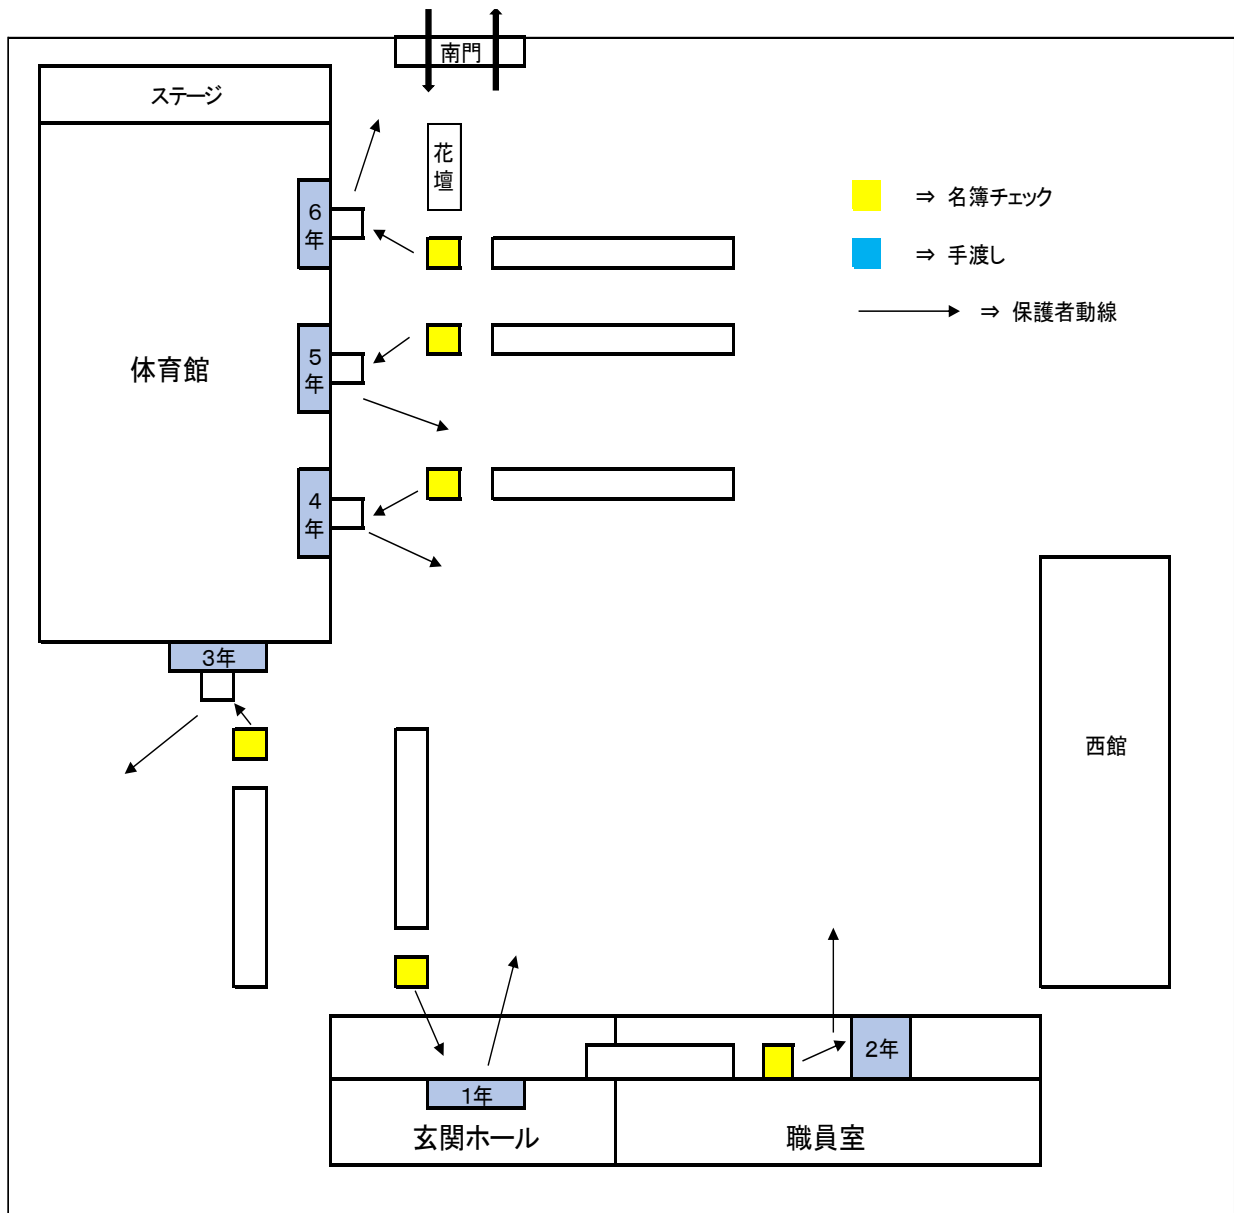 南門
ステージ
花
壇
6
年
⇒ 名簿チェック
⇒ 手渡し
⇒ 保護者動線
5
年
体育館
4
年
3年
西館
2年
1年
玄関ホール
職員室